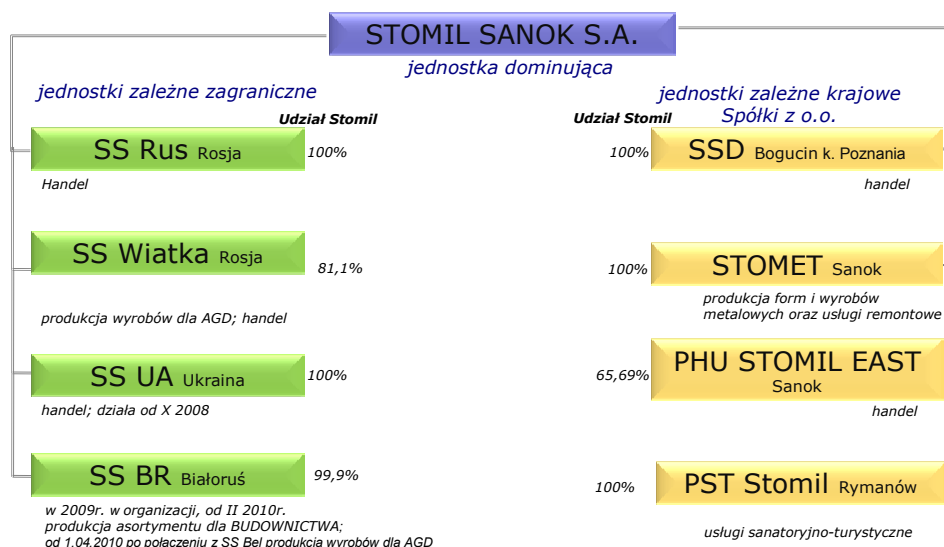 STOMIL SANOK S.A.
jednostka dominująca
jednostki zależne zagraniczne
Udział Stomil
SS Rus Rosja
100%
Handel
SS Wiatka Rosja
81,1%
produkcja wyrobów dla AGD; handel
SS UA Ukraina
100%
handel; działa od X 2008
SS BR Białoruś
99,9%
w 2009r. w organizacji, od II 2010r.
produkcja asortymentu dla BUDOWNICTWA;
od 1.04.2010 po połączeniu z SS Bel produkcja wyrobów dla AGD
jednostki zależne krajowe
Spółki z o.o.
Udział Stomil
100%
SSD Bogucin k. Poznania
handel
100%
STOMET Sanok
produkcja form i wyrobów
metalowych oraz usługi remontowe
65,69%
PHU STOMIL EAST
Sanok
handel
100%
PST Stomil Rymanów
usługi sanatoryjno-turystyczne